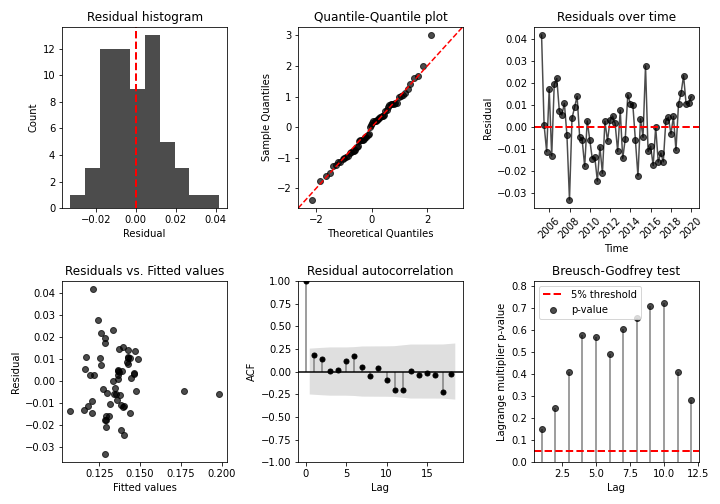 Residual histogram
Count
12
10
8
6
4
2
0
−0.02 0.00 0.02 0.04
Residual
Quantile-Quantile plot
Sample Quantiles
3
2
1
0
−1
−2
−2 0 2
Theoretical Quantiles
Residuals over time
Residual
0.04
0.03
0.02
0.01
0.00
−0.01
−0.02
−0.03
2006 2008 2010 2012 2014 2016 2018 2020
Time
Residuals vs. Fitted values
Residual
0.04
0.03
0.02
0.01
0.00
−0.01
−0.02
−0.03
0.125 0.150 0.175 0.200
Fitted values
Residual autocorrelation
ACF
1.00
0.75
0.50
0.25
0.00
−0.25
−0.50
−0.75
−1.00
0 5 10 15
Lag
Breusch-Godfrey test
Lagrange multiplier p-value
5% threshold
p-value
0.8
0.7
0.6
0.5
0.4
0.3
0.2
0.1
0.0
2.5 5.0 7.5 10.0 12.5
Lag